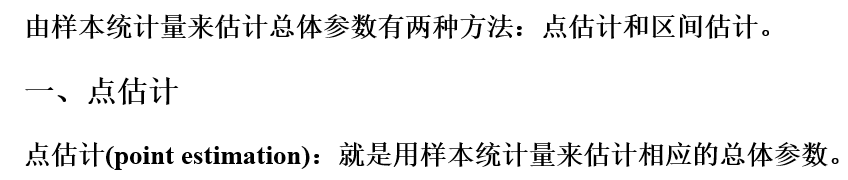 由样本统计量来估计总体参数有两种方法：点估计和区间估计。
一、点估计
点估计(point estimation)：就是用样本统计量来估计相应的总体参数。